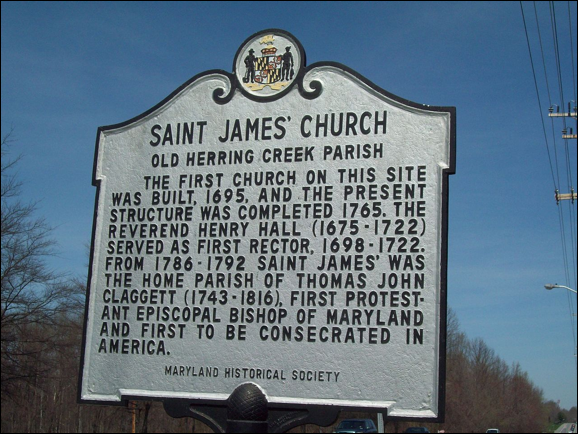 SAINT JAMES' CHURCH
OLD HERRING CREEK PARISH
THE FIRST CHURCH ON THIS SITE
WAS BUILT, 1695, AND THE PRESENT
STRUCTURE WAS COMPLETED 1765. THE
REVEREND HENRY HALL (1675-1722)
SERVED AS FIRST RECTOR, 1698-1722.
FROM 1786-1792 SAINT JAMES' WAS
THE HOME PARISH OF THOMAS JOHN
CLAGGETT (1743-1816), FIRST PROTEST-
ANT EPISCOPAL BISHOP OF MARYLAND
AND FIRST TO BE CONSECRATED IN
AMERICA.
MARYLAND HISTORICAL SOCIETY